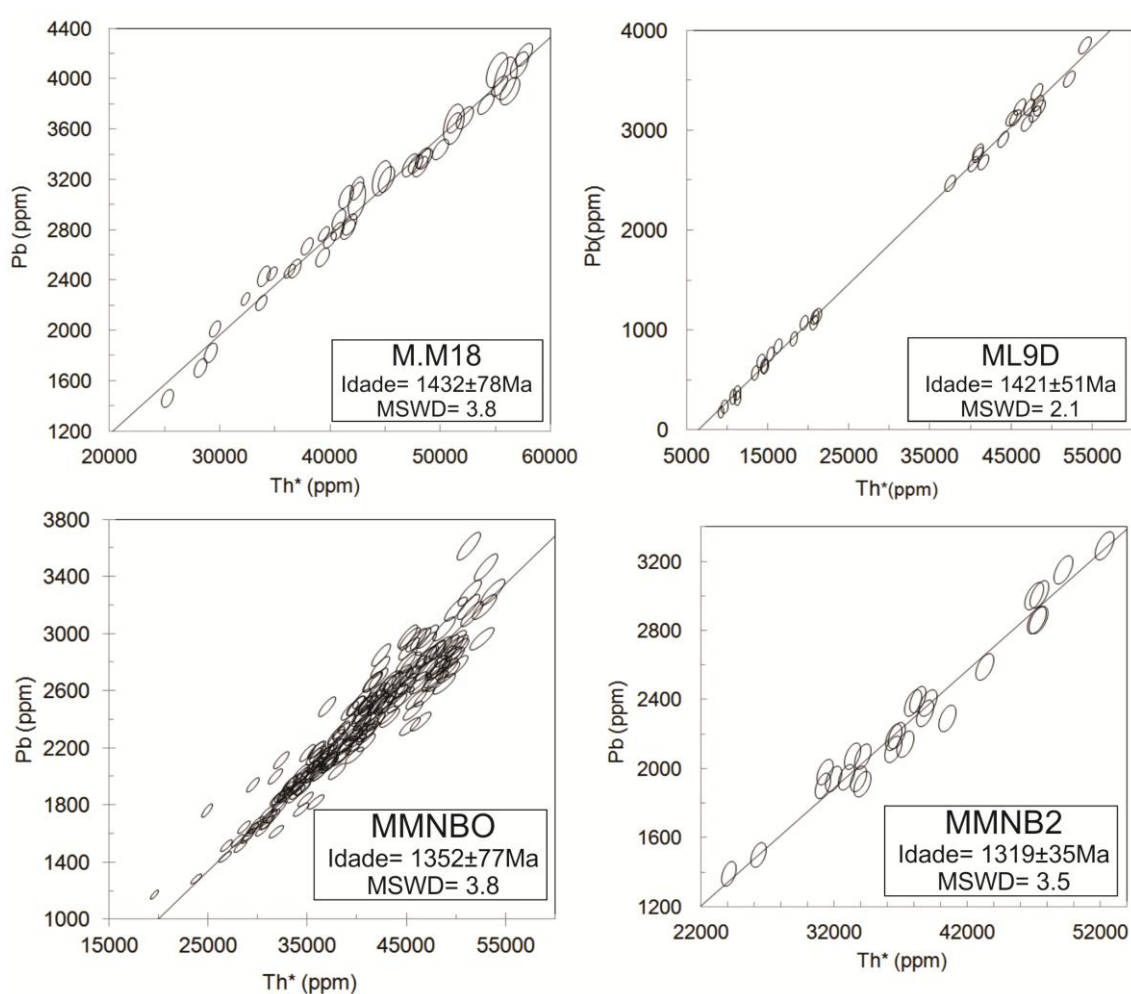 4400
4000
3600
3200
2800
2400
2000
1600
1200
Pb (ppm)
20000 30000 40000 50000 60000
Th* (ppm)
M.M18
Idade= 1432±78Ma
MSWD= 3.8
4000
3000
2000
1000
0
Pb(ppm)
5000 15000 25000 35000 45000 55000
Th*(ppm)
ML9D
Idade= 1421±51Ma
MSWD= 2.1
3800
3400
3000
2600
2200
1800
1400
1000
Pb (ppm)
15000 25000 35000 45000 55000
Th* (ppm)
MMNBO
Idade= 1352±77Ma
MSWD= 3.8
3200
2800
2400
2000
1600
1200
Pb (ppm)
22000 32000 42000 52000
Th* (ppm)
MMNB2
Idade= 1319±35Ma
MSWD= 3.5